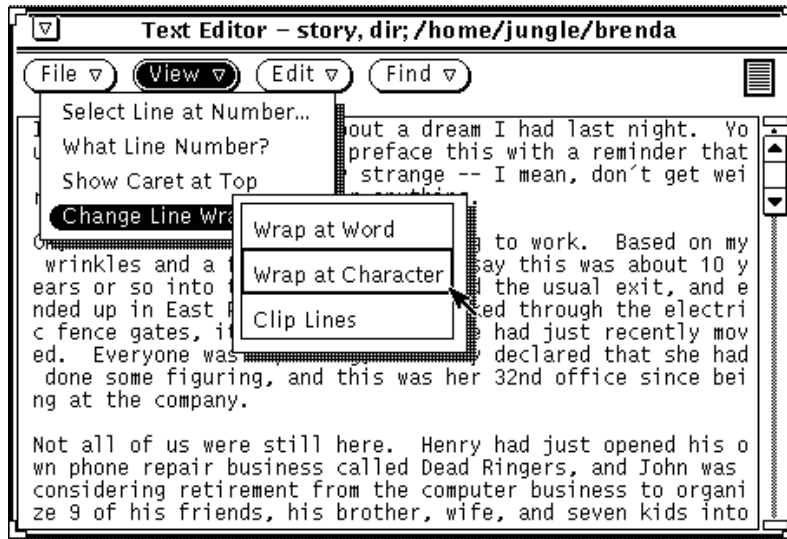 Text Editor – story, dir; /home/jungle/brenda
File View Edit Find
Select Line at Number...
What Line Number?
Show Caret at Top
Change Line
Wrap at Word
Wrap at Character
Clip Lines
out a dream I had last night. Yo
preface this with a reminder that
strange -- I mean, don´t get wei
anything.
to work. Based on my
wrinkles and a say this was about 10 y
ears or so into the usual exit, and e
nded up in East through the electri
c fence gates, had just recently mov
ed. Everyone was declared that she had
done some figuring, and this was her 32nd office since bei
ng at the company.
Not all of us were still here. Henry had just opened his o
wn phone repair business called Dead Ringers, and John was
considering retirement from the computer business to organi
ze 9 of his friends, his brother, wife, and seven kids into